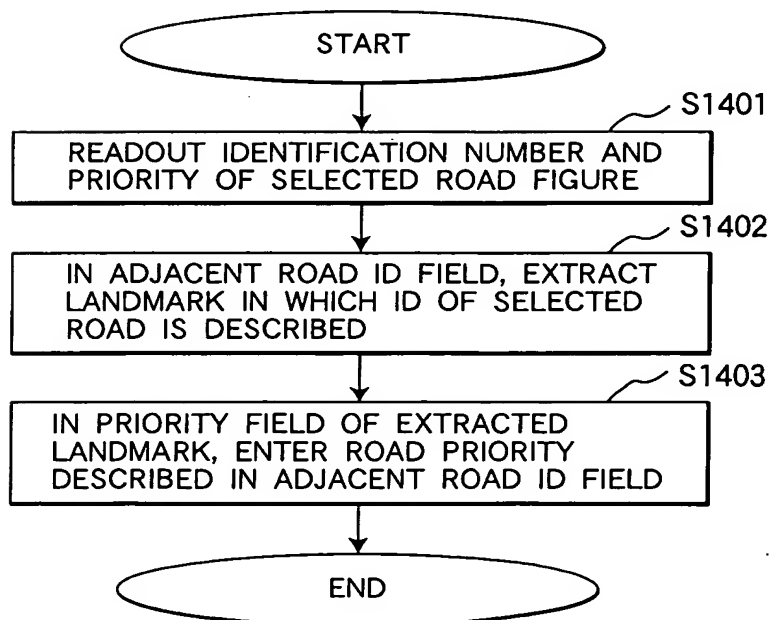 START
S1401
READOUT IDENTIFICATION NUMBER AND
PRIORITY OF SELECTED ROAD FIGURE
S1402
IN ADJACENT ROAD ID FIELD, EXTRACT
LANDMARK IN WHICH ID OF SELECTED
ROAD IS DESCRIBED
S1403
IN PRIORITY FIELD OF EXTRACTED
LANDMARK, ENTER ROAD PRIORITY
DESCRIBED IN ADJACENT ROAD ID FIELD
END